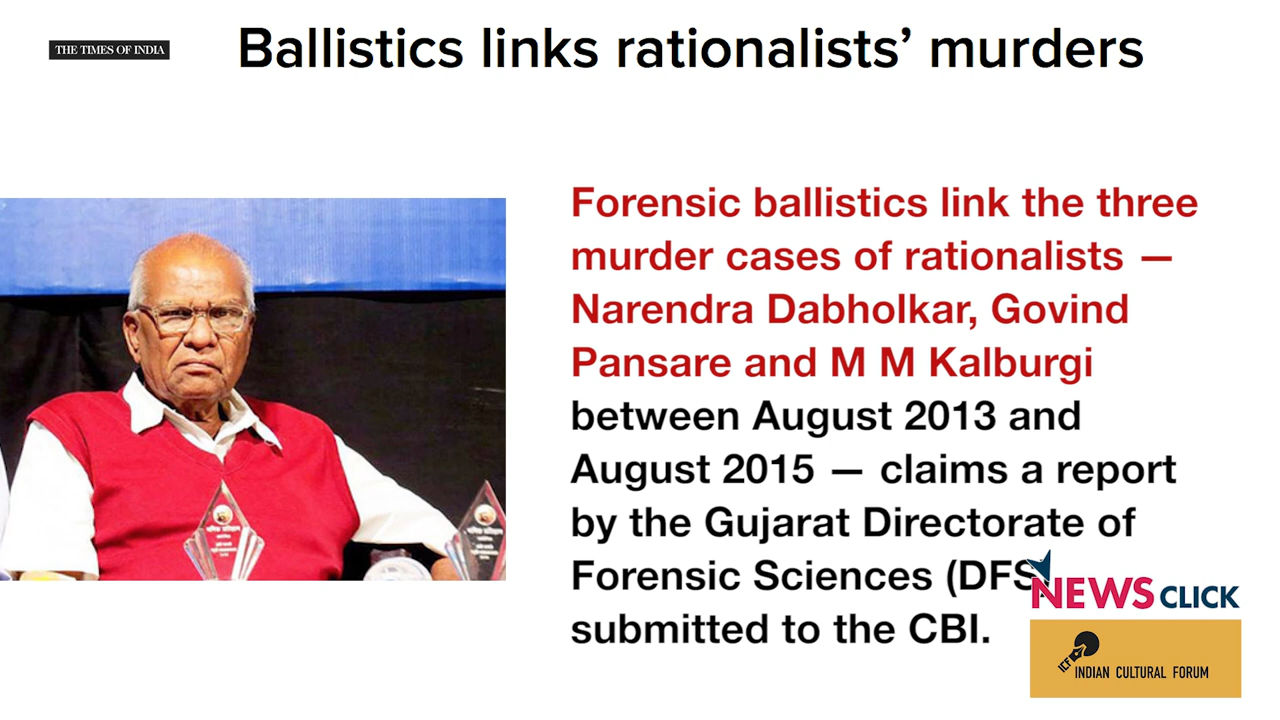 THE TIMES OF INDIA
Ballistics links rationalists’ murders
Forensic ballistics link the three
murder cases of rationalists —
Narendra Dabholkar, Govind
Pansare and M M Kalburgi
between August 2013 and
August 2015 — claims a report
by the Gujarat Directorate of
Forensic Sciences (DFS
submitted to the CBI.
NEWSCLICK
ICF
INDIAN CULTURAL FORUM